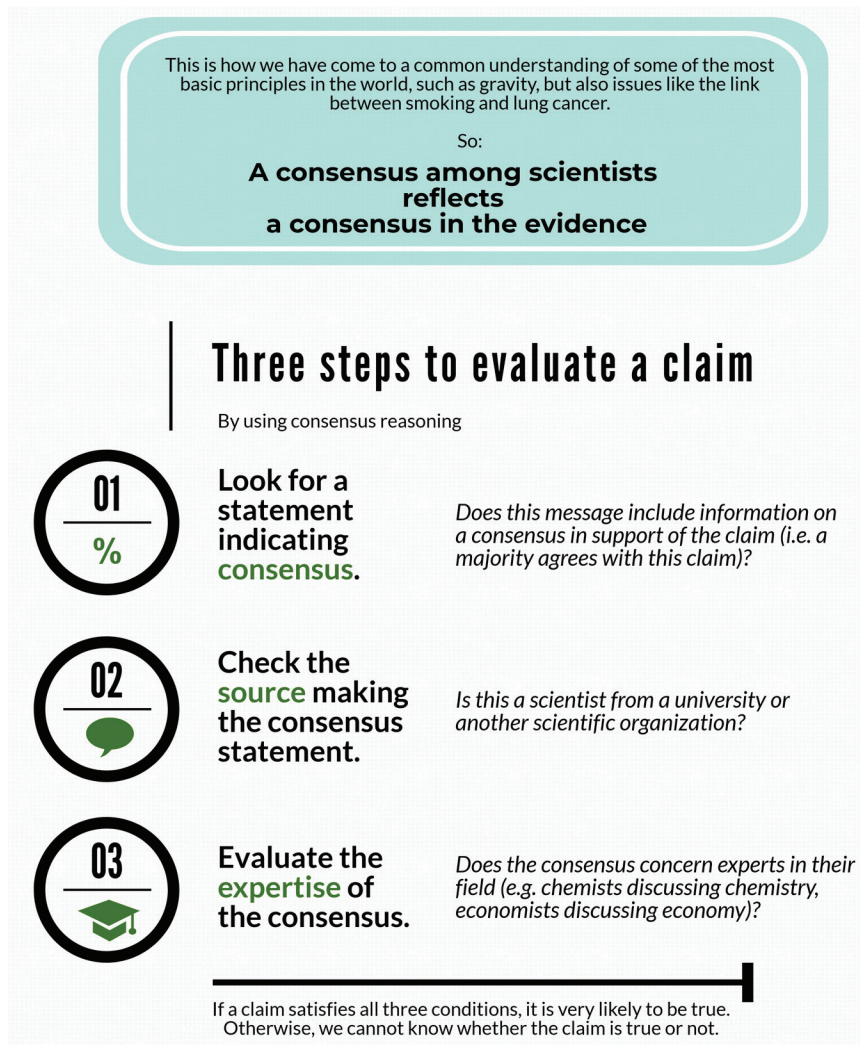 This is how we have come to a common understanding of some of the most
basic principles in the world, such as gravity, but also issues like the link
between smoking and lung cancer.
So:
A consensus among scientists
reflects
a consensus in the evidence
Three steps to evaluate a claim
By using consensus reasoning
01
%
Look for a
statement
indicating
consensus.
Does this message include information on
a consensus in support of the claim (i.e. a
majority agrees with this claim)?
02
Check the
source making
the consensus
statement.
Is this a scientist from a university or
another scientific organization?
03
Evaluate the
expertise of
the consensus.
Does the consensus concern experts in their
field (e.g. chemists discussing chemistry,
economists discussing economy)?
If a claim satisfies all three conditions, it is very likely to be true.
Otherwise, we cannot know whether the claim is true or not.